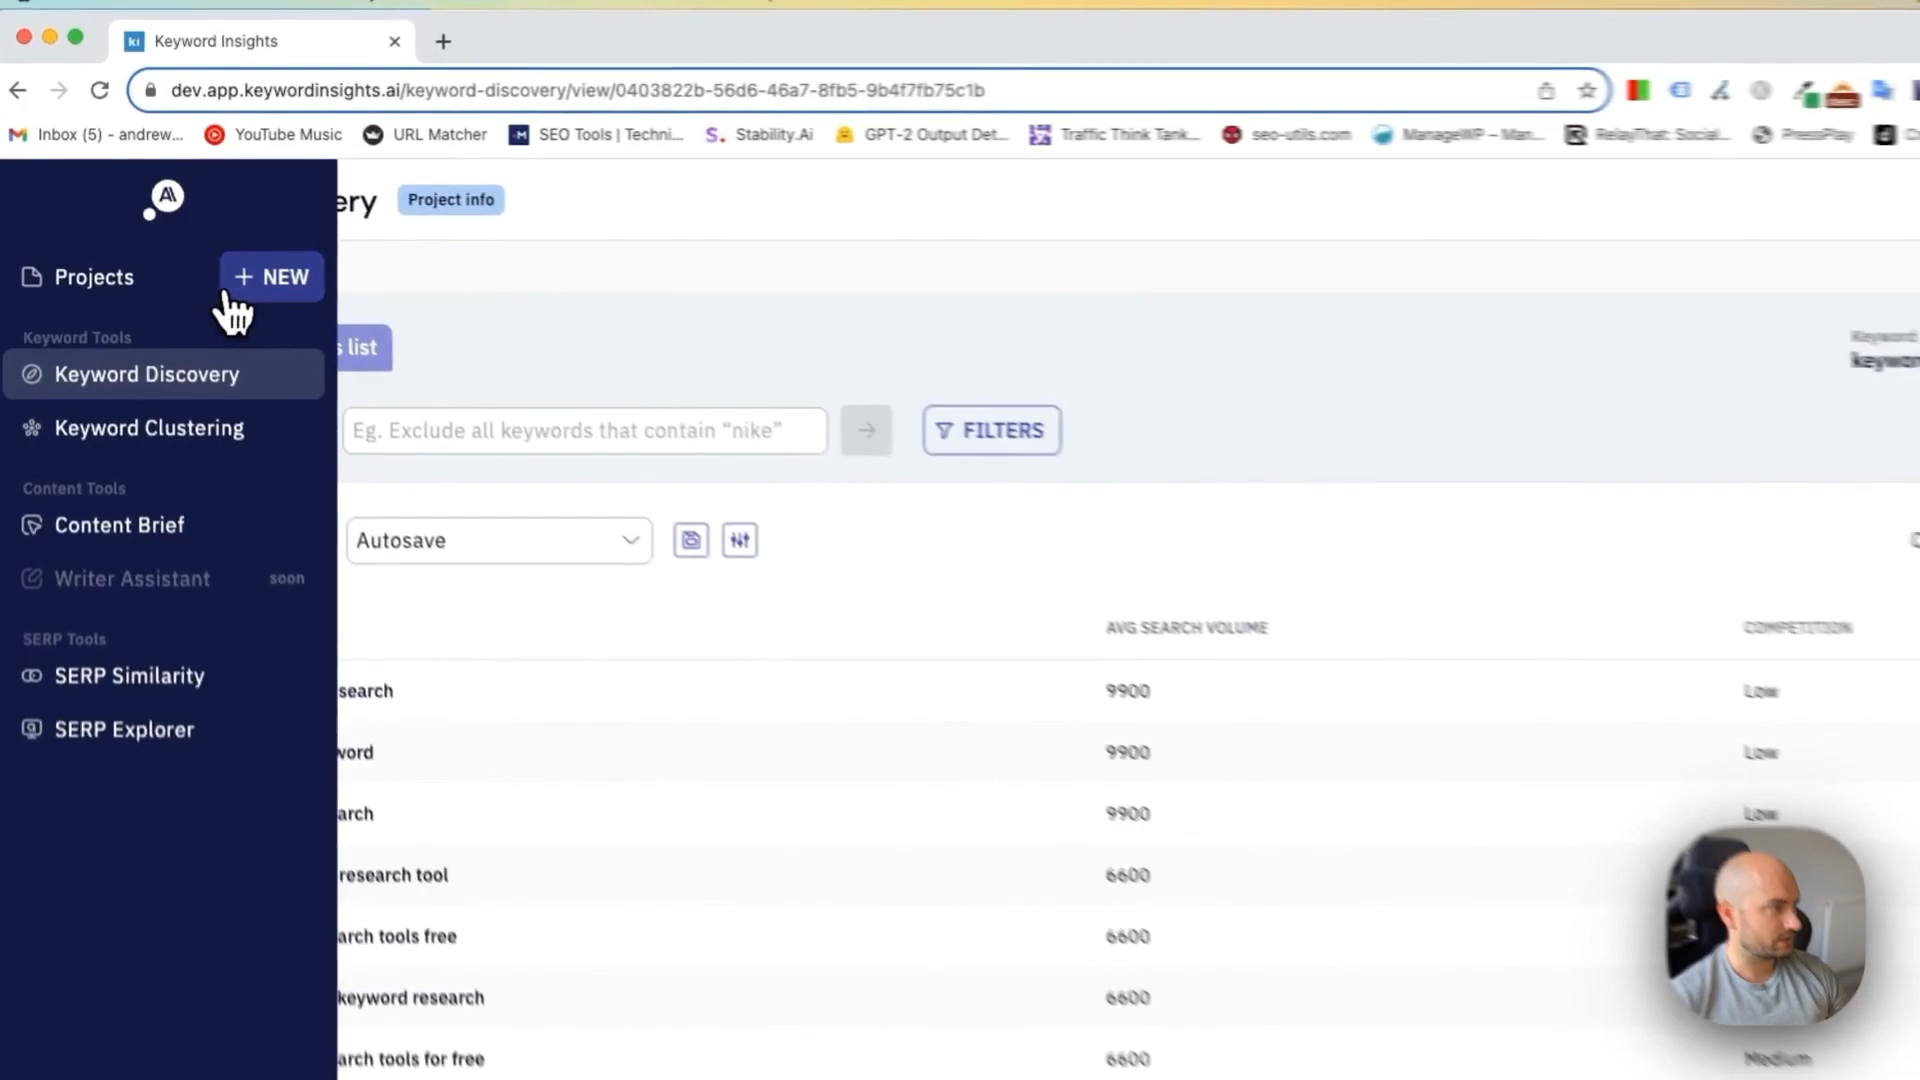 Keyword Insights
dev.app.keywordinsights.ai/keyword-discovery/view/0403822b-56d6-46a7-8fb5-9b4f7fb75c1b
Inbox (5) - andrew... YouTube Music URL Matcher SEO Tools | Techni... Stability.Ai GPT-2 Output Det... Traffic Think Tank... seo-utils.com ManageWP – Man... RelayThat: Social... PressPlay
ery Project info
Projects + NEW
Keyword Tools
Keyword Discovery
Keyword Clustering
Content Tools
Content Brief
Writer Assistant soon
SERP Tools
SERP Similarity
SERP Explorer
s list
Keyword
keywor
Eg. Exclude all keywords that contain “nike” FILTERS
Autosave
AVG SEARCH VOLUME COMPETITION
search 9900 Low
word 9900 Low
arch 9900 Low
research tool 6600
arch tools free 6600
keyword research 6600
arch tools for free 6600 Medium